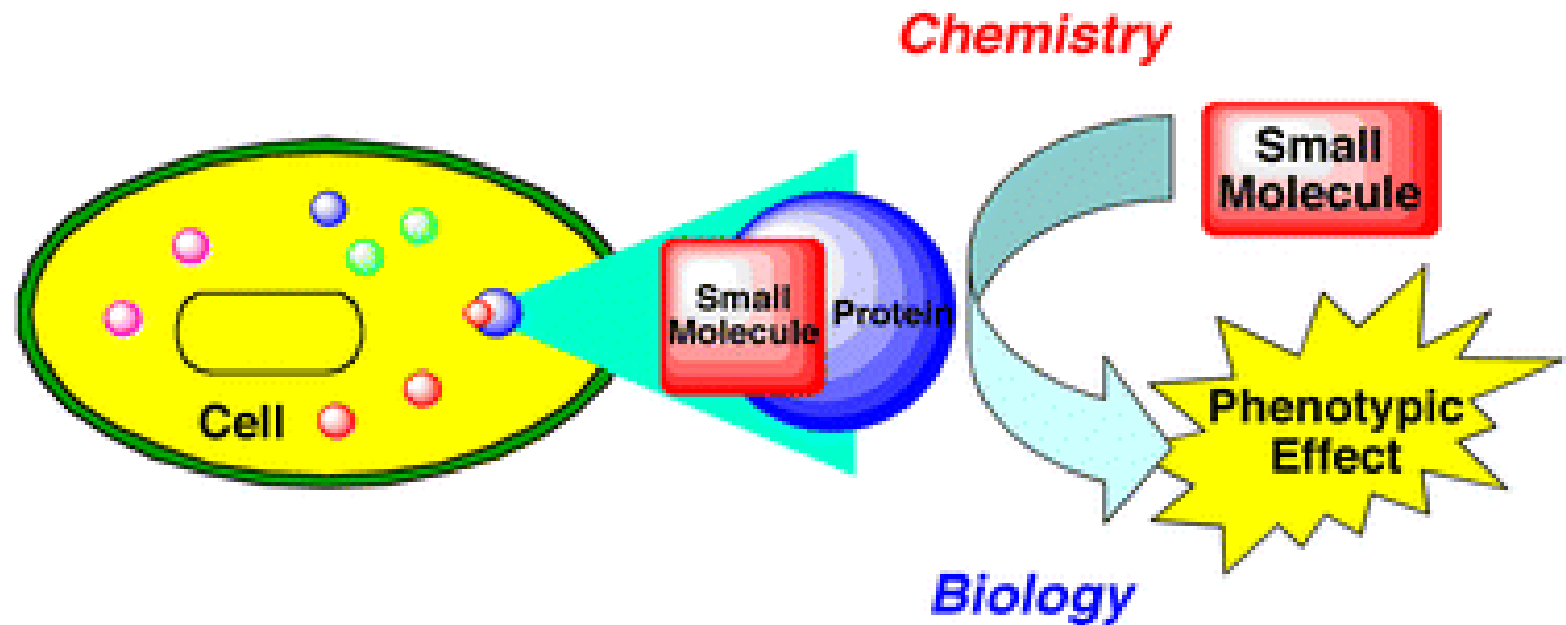 Chemistry
Small
Molecule
Small
Molecule
Protein
Cell
Phenotypic
Effect
Biology